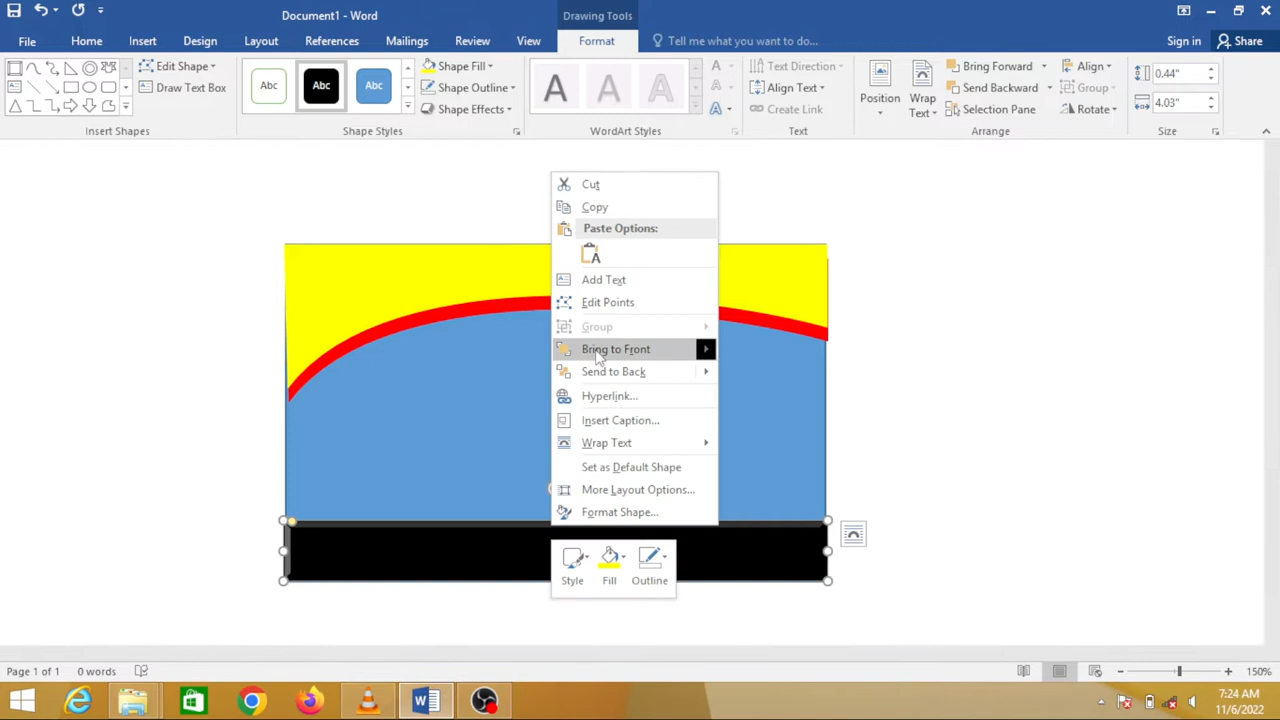 Document1 - Word
Drawing Tools
File Home Insert Design Layout References Mailings Review View Format Tell me what you want to do... Sign in Share
Edit Shape
Draw Text Box
Insert Shapes
Abc Abc Abc
Shape Fill
Shape Outline
Shape Effects
Shape Styles
A A A
WordArt Styles
Text Direction
Align Text
Create Link
Text
Position
Wrap
Text
Bring Forward
Send Backward
Selection Pane
Align
Group
Rotate
Arrange
0.44"
4.03"
Size
Cut
Copy
Paste Options:
Add Text
Edit Points
Group
Bring to Front
Send to Back
Hyperlink...
Insert Caption...
Wrap Text
Set as Default Shape
More Layout Options...
Format Shape...
Style Fill Outline
Page 1 of 1 0 words
150%
7:24 AM
11/6/2022